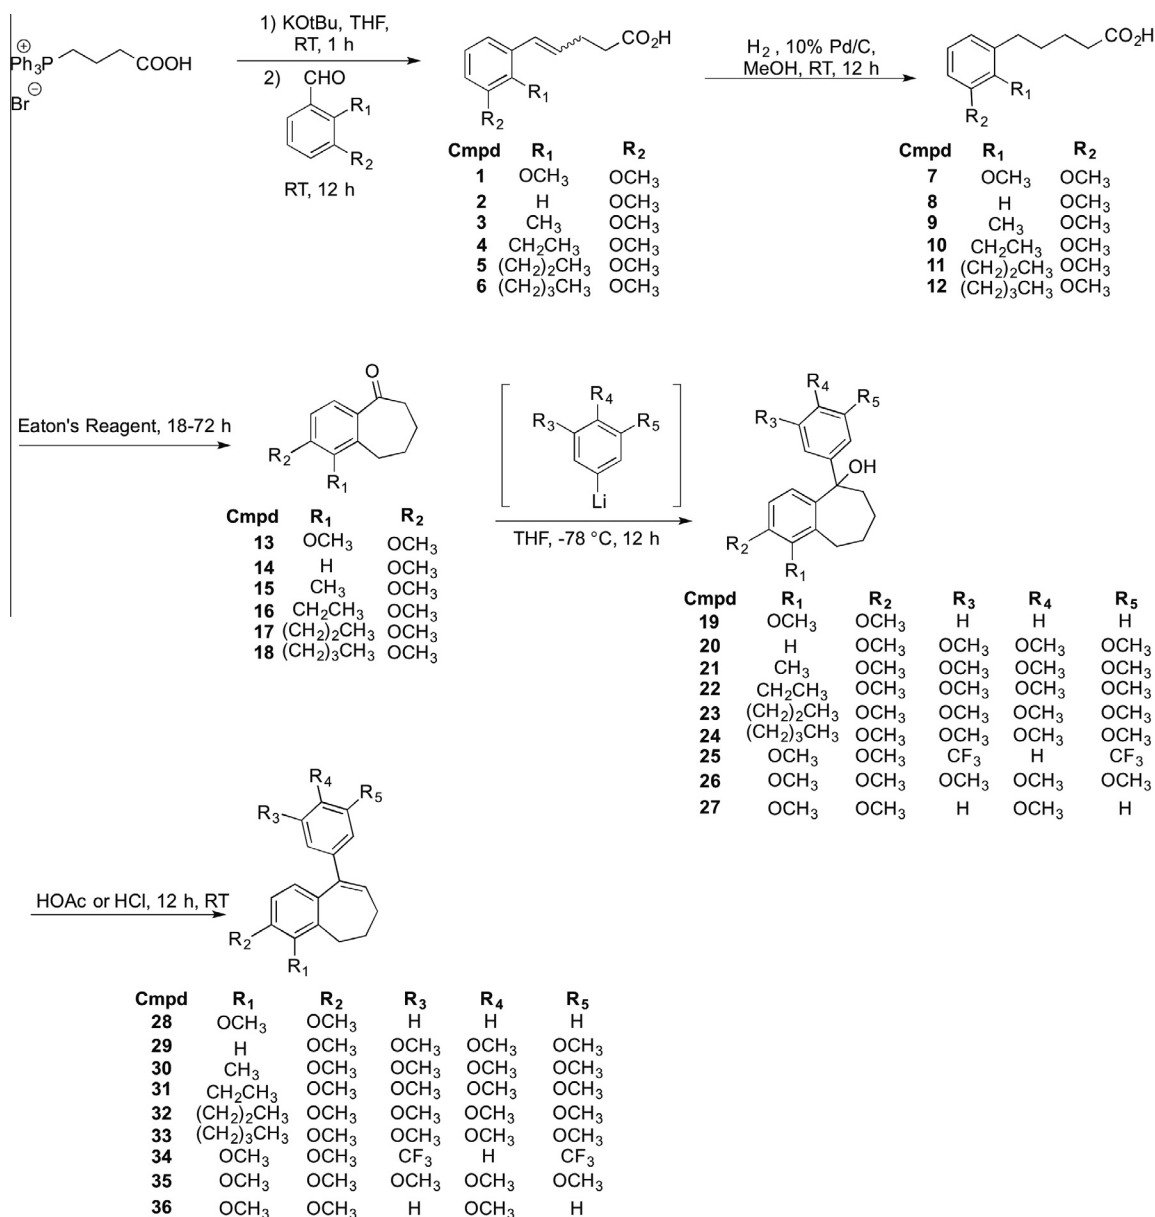 1) KOtBu, THF,
RT, 1 h
2)
CHO
R₁
R₂
RT, 12 h
⊕
Ph₃P
COOH
⊖
Br
CO₂H
R₁
R₂
H₂ , 10% Pd/C,
MeOH, RT, 12 h
CO₂H
R₁
R₂
Cmpd R₁ R₂
1 OCH₃ OCH₃
2 H OCH₃
3 CH₃ OCH₃
4 CH₂CH₃ OCH₃
5 (CH₂)₂CH₃ OCH₃
6 (CH₂)₃CH₃ OCH₃
Cmpd R₁ R₂
7 OCH₃ OCH₃
8 H OCH₃
9 CH₃ OCH₃
10 CH₂CH₃ OCH₃
11 (CH₂)₂CH₃ OCH₃
12 (CH₂)₃CH₃ OCH₃
Eaton's Reagent, 18-72 h
O
R₂
R₁
Cmpd R₁ R₂
13 OCH₃ OCH₃
14 H OCH₃
15 CH₃ OCH₃
16 CH₂CH₃ OCH₃
17 (CH₂)₂CH₃ OCH₃
18 (CH₂)₃CH₃ OCH₃
R₄
R₃
R₅
Li
THF, -78 °C, 12 h
R₄
R₅
R₃
OH
R₂
R₁
Cmpd R₁ R₂ R₃ R₄ R₅
19 OCH₃ OCH₃ H H H
20 H OCH₃ OCH₃ OCH₃ OCH₃
21 CH₃ OCH₃ OCH₃ OCH₃ OCH₃
22 CH₂CH₃ OCH₃ OCH₃ OCH₃ OCH₃
23 (CH₂)₂CH₃ OCH₃ OCH₃ OCH₃ OCH₃
24 (CH₂)₃CH₃ OCH₃ OCH₃ OCH₃ OCH₃
25 OCH₃ OCH₃ CF₃ H CF₃
26 OCH₃ OCH₃ OCH₃ OCH₃ OCH₃
27 OCH₃ OCH₃ H OCH₃ H
HOAc or HCl, 12 h, RT
R₄
R₅
R₃
R₂
R₁
Cmpd R₁ R₂ R₃ R₄ R₅
28 OCH₃ OCH₃ H H H
29 H OCH₃ OCH₃ OCH₃ OCH₃
30 CH₃ OCH₃ OCH₃ OCH₃ OCH₃
31 CH₂CH₃ OCH₃ OCH₃ OCH₃ OCH₃
32 (CH₂)₂CH₃ OCH₃ OCH₃ OCH₃ OCH₃
33 (CH₂)₃CH₃ OCH₃ OCH₃ OCH₃ OCH₃
34 OCH₃ OCH₃ CF₃ H CF₃
35 OCH₃ OCH₃ OCH₃ OCH₃ OCH₃
36 OCH₃ OCH₃ H OCH₃ H